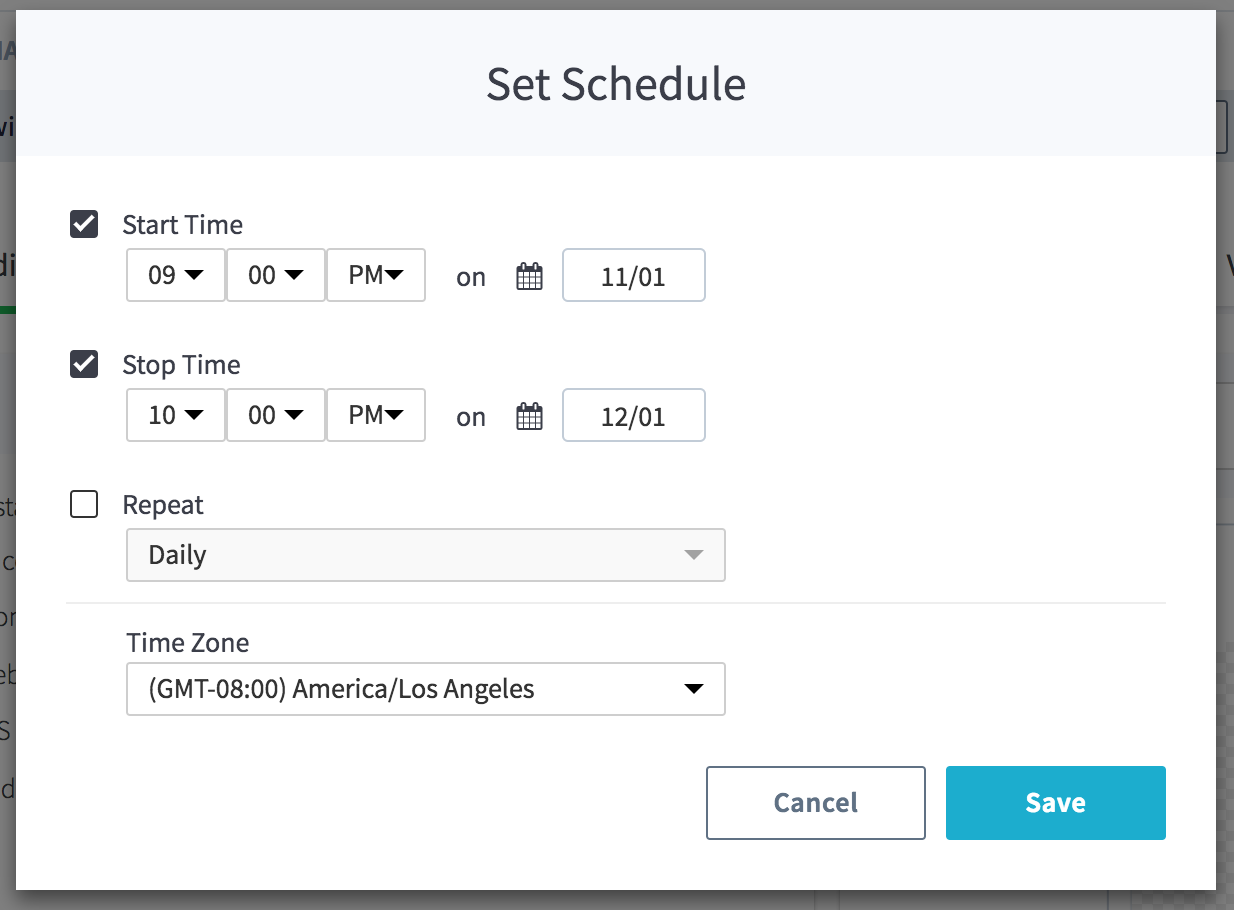 Set Schedule
Start Time
09 00 PM on 11/01
Stop Time
10 00 PM on 12/01
Repeat
Daily
Time Zone
(GMT-08:00) America/Los Angeles
Cancel Save